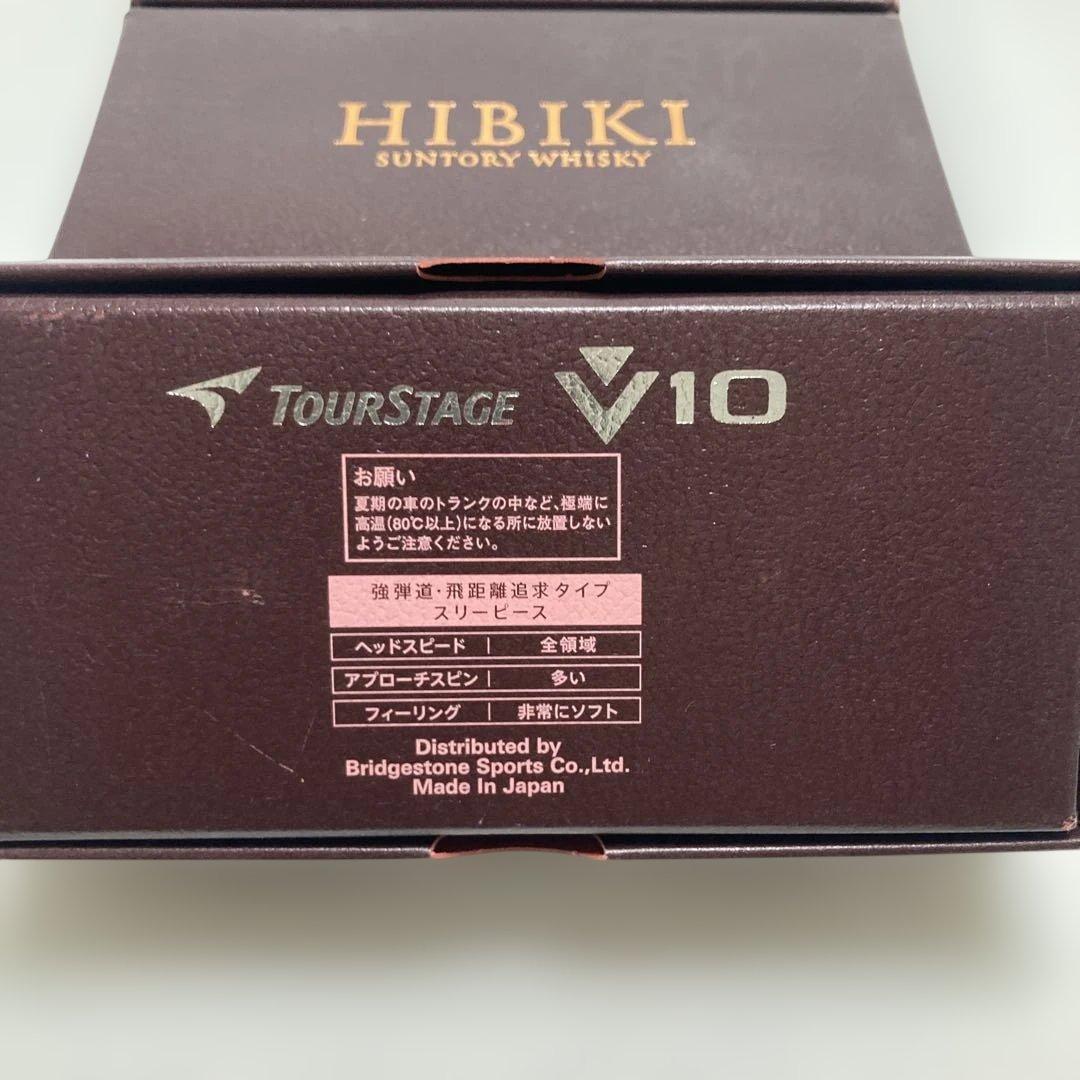 HIBIKI
SUNTORY WHISKY
TOURSTAGE V10
お願い
夏期の車のトランクの中など、極端に
高温(80℃以上)になる所に放置しない
ようご注意ください。
強弾道・飛距離追求タイプ
スリーピース
ヘッドスピード | 全領域
アプローチスピン | 多い
フィーリング | 非常にソフト
Distributed by
Bridgestone Sports Co.,Ltd.
Made In Japan